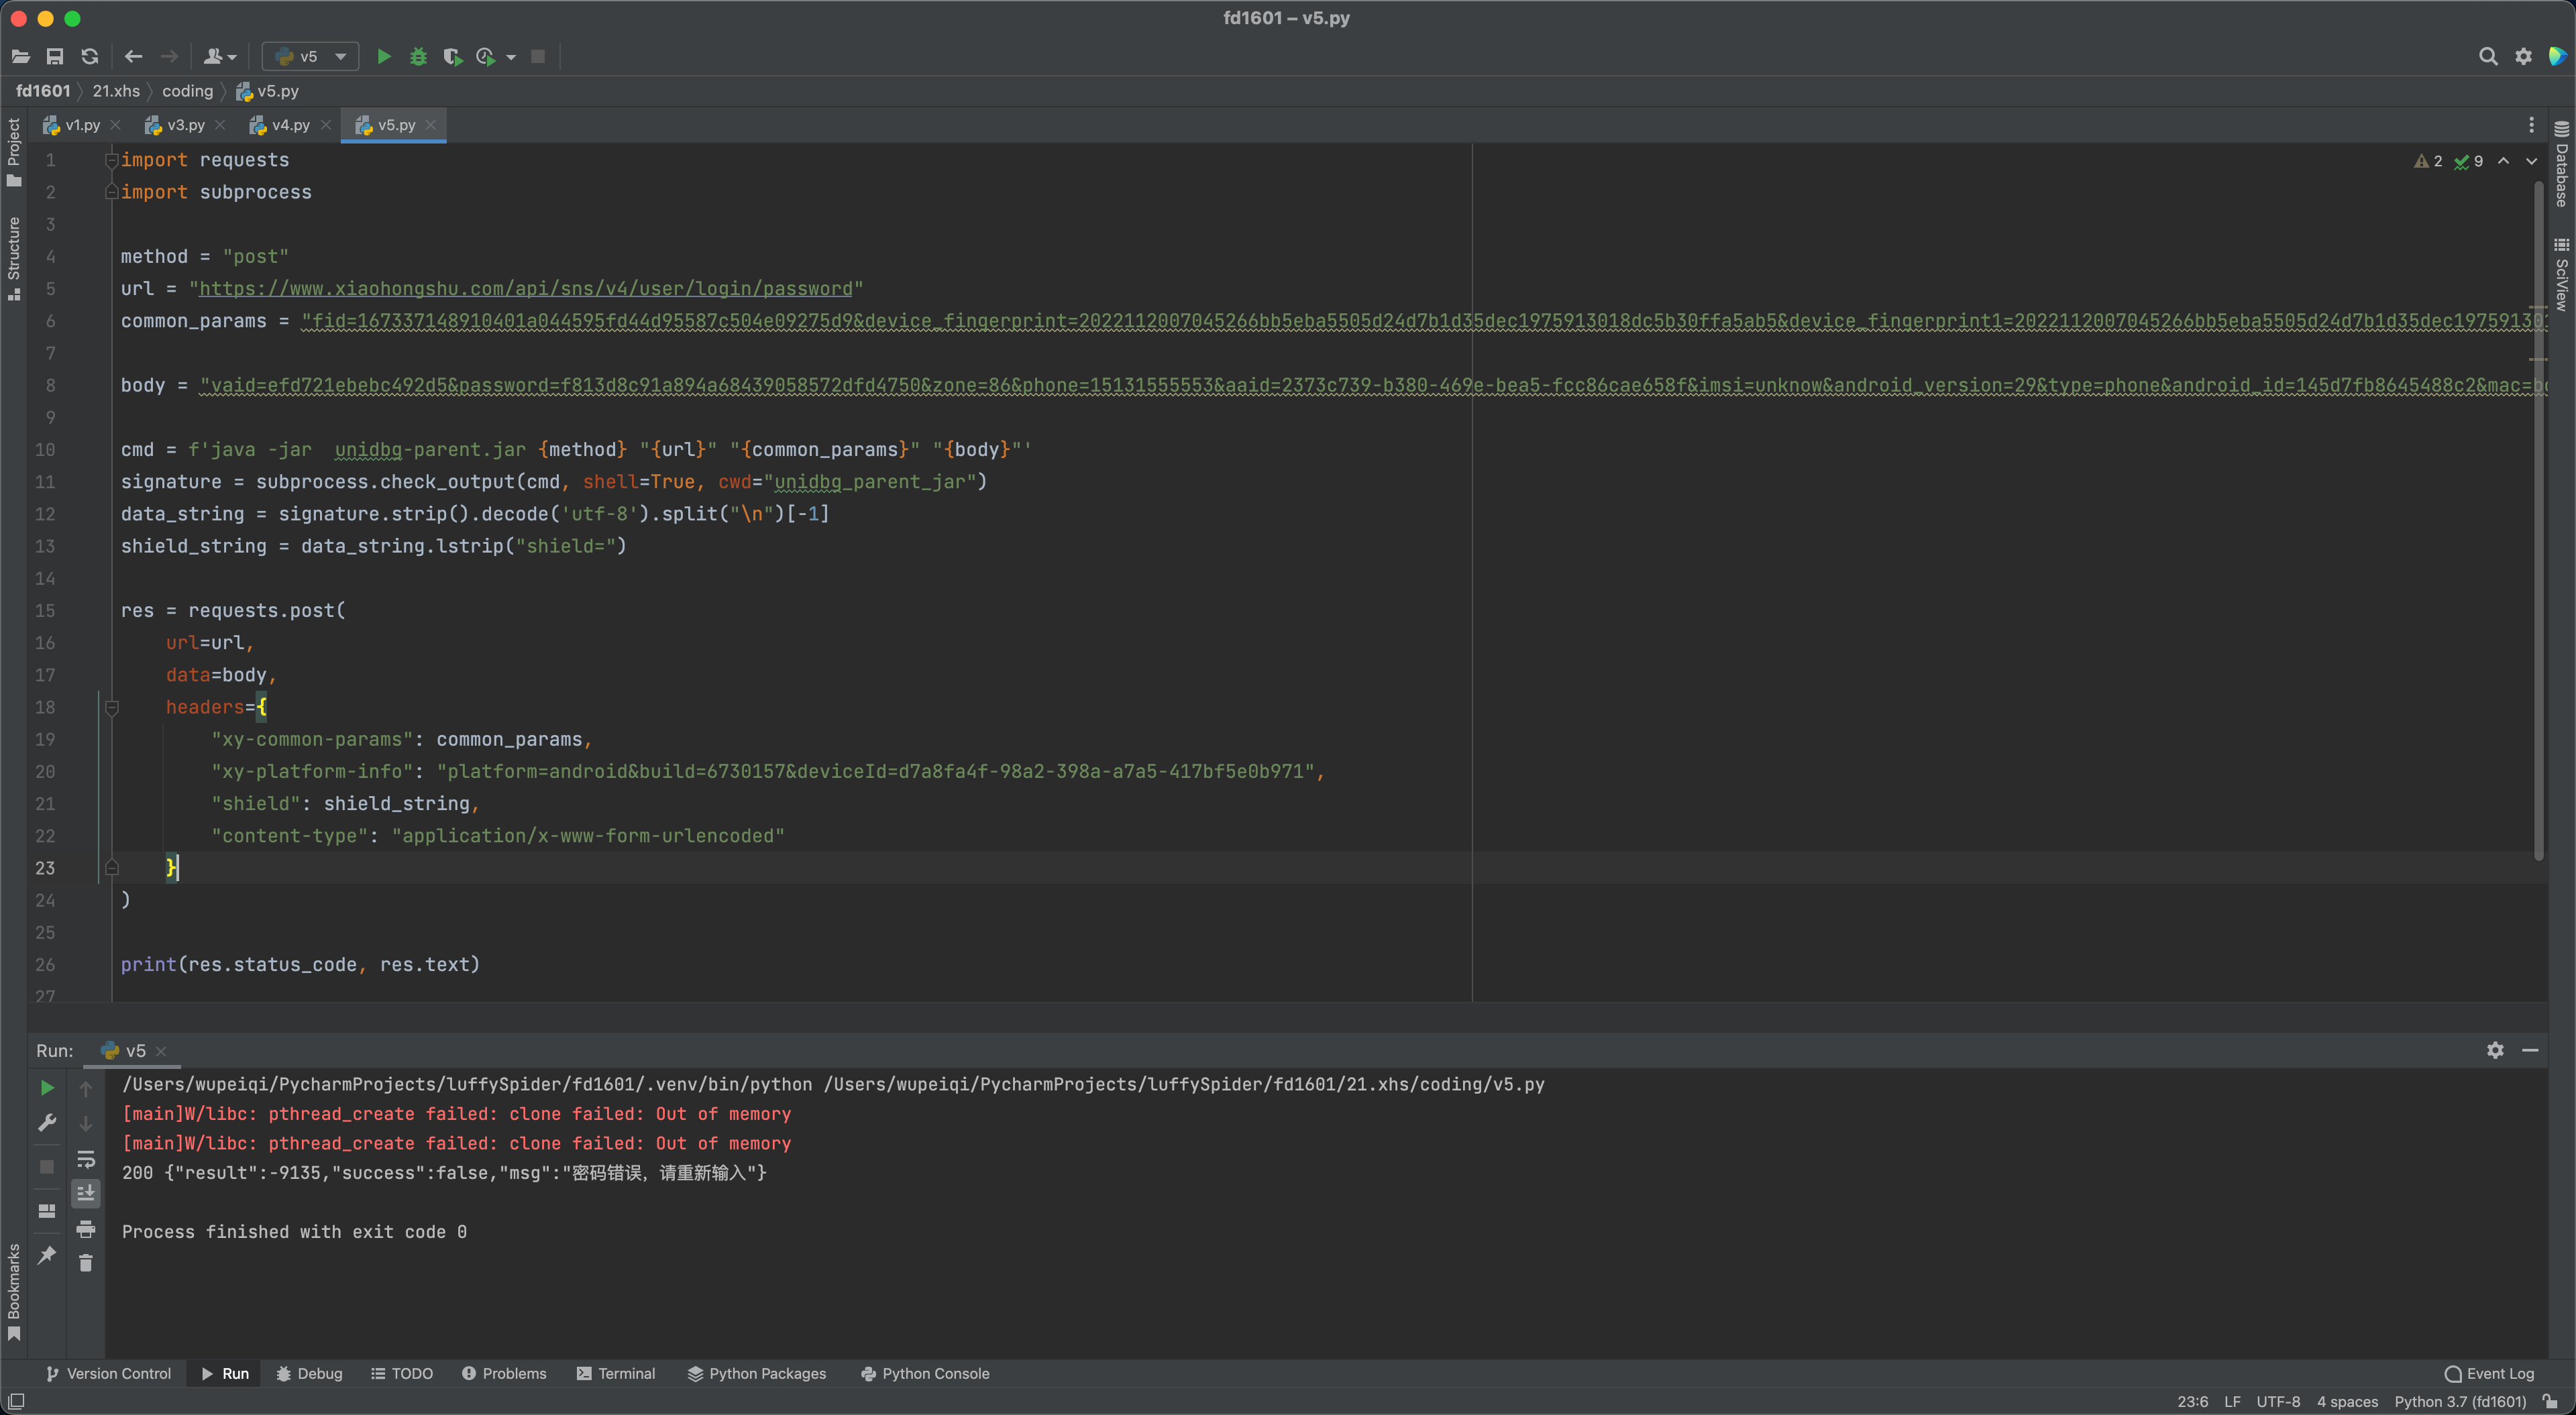 fd1601 – v5.py
v5
fd1601 21.xhs coding v5.py
v1.py v3.py v4.py v5.py
Project
Structure
Bookmarks
Database
SciView
2 9
1 import requests
2 import subprocess
3
4 method = "post"
5 url = "https://www.xiaohongshu.com/api/sns/v4/user/login/password"
6 common_params = "fid=167337148910401a044595fd44d95587c504e09275d9&device_fingerprint=2022112007045266bb5eba5505d24d7b1d35dec1975913018dc5b30ffa5ab5&device_fingerprint1=2022112007045266bb5eba5505d24d7b1d35dec19759130
7
8 body = "vaid=efd721ebebc492d5&password=f813d8c91a894a68439058572dfd4750&zone=86&phone=15131555553&aaid=2373c739-b380-469e-bea5-fcc86cae658f&imsi=unknow&android_version=29&type=phone&android_id=145d7fb8645488c2&mac=
9
10 cmd = f'java -jar  unidbg-parent.jar {method} "{url}" "{common_params}" "{body}"'
11 signature = subprocess.check_output(cmd, shell=True, cwd="unidbg_parent_jar")
12 data_string = signature.strip().decode('utf-8').split("\n")[-1]
13 shield_string = data_string.lstrip("shield=")
14
15 res = requests.post(
16     url=url,
17     data=body,
18     headers={
19         "xy-common-params": common_params,
20         "xy-platform-info": "platform=android&build=6730157&deviceId=d7a8fa4f-98a2-398a-a7a5-417bf5e0b971",
21         "shield": shield_string,
22         "content-type": "application/x-www-form-urlencoded"
23     }
24 )
25
26 print(res.status_code, res.text)
27
Run: v5
/Users/wupeiqi/PycharmProjects/luffySpider/fd1601/.venv/bin/python /Users/wupeiqi/PycharmProjects/luffySpider/fd1601/21.xhs/coding/v5.py
[main]W/libc: pthread_create failed: clone failed: Out of memory
[main]W/libc: pthread_create failed: clone failed: Out of memory
200 {"result":-9135,"success":false,"msg":"密码错误，请重新输入"}
Process finished with exit code 0
Version Control Run Debug TODO Problems Terminal Python Packages Python Console Event Log
23:6 LF UTF-8 4 spaces Python 3.7 (fd1601)